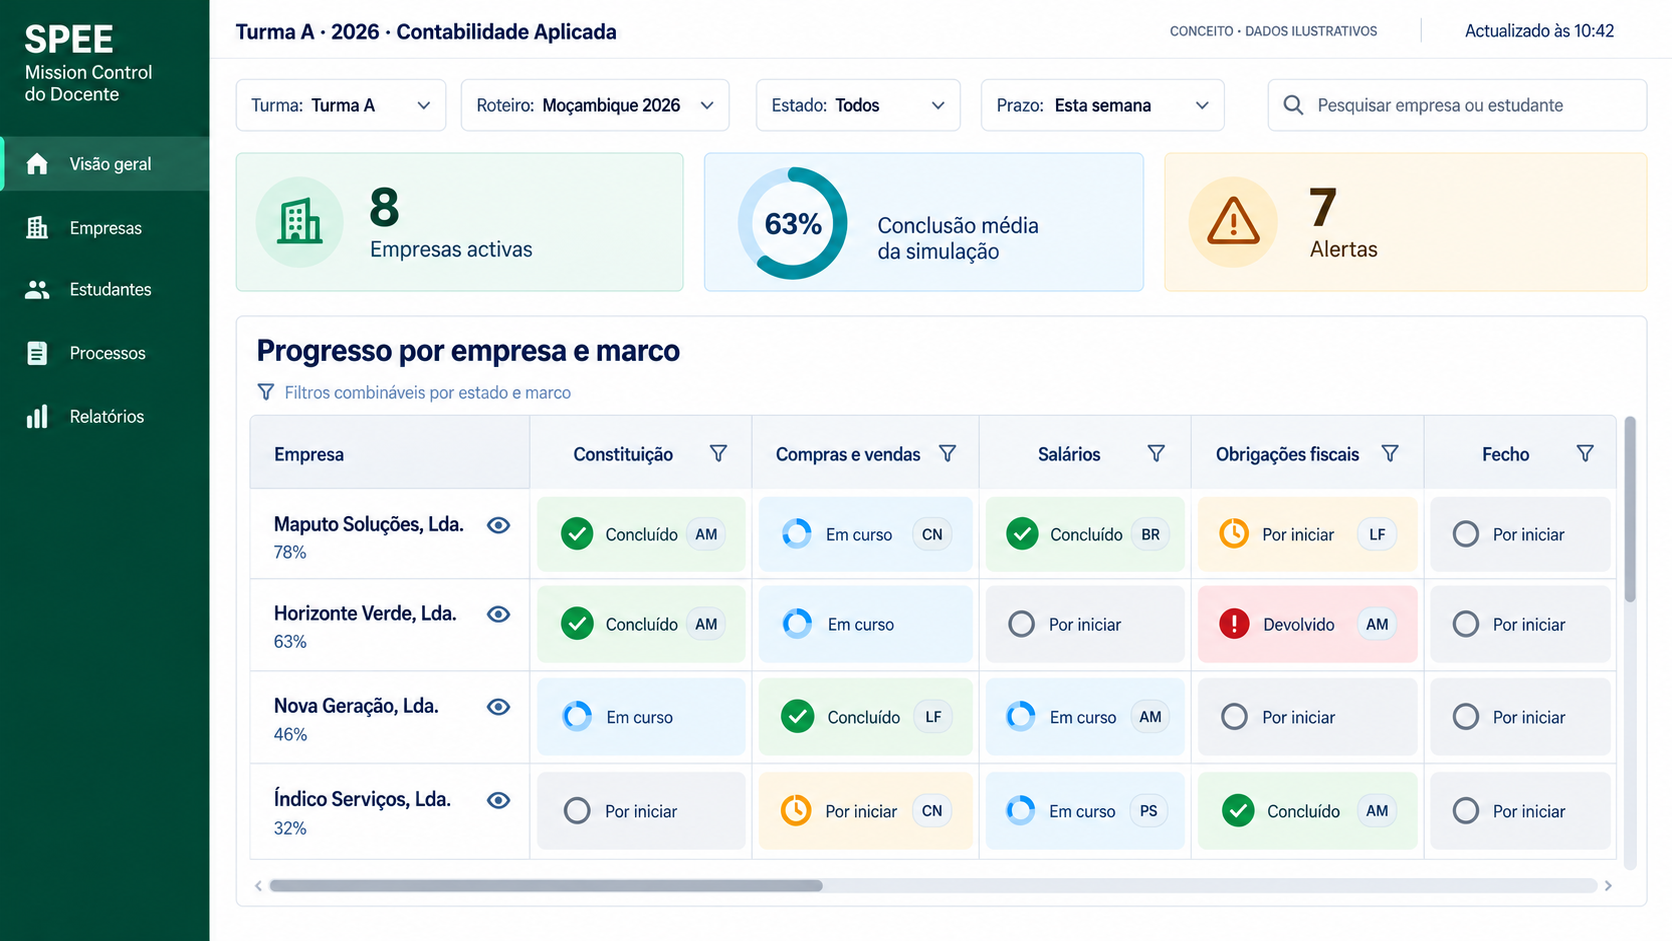 SPEE
Mission Control
do Docente
Visão geral
Empresas
Estudantes
Processos
Relatórios
Turma A · 2026 · Contabilidade Aplicada
CONCEITO · DADOS ILUSTRATIVOS
Actualizado às 10:42
Turma: Turma A
Roteiro: Moçambique 2026
Estado: Todos
Prazo: Esta semana
Pesquisar empresa ou estudante
8
Empresas activas
63%
Conclusão média
da simulação
7
Alertas
Progresso por empresa e marco
Filtros combináveis por estado e marco
Empresa Constituição Compras e vendas Salários Obrigações fiscais Fecho
Maputo Soluções, Lda.
78%
Concluído AM Em curso CN Concluído BR Por iniciar LF Por iniciar
Horizonte Verde, Lda.
63%
Concluído AM Em curso Por iniciar Devolvido AM Por iniciar
Nova Geração, Lda.
46%
Em curso Concluído LF Em curso AM Por iniciar Por iniciar
Índico Serviços, Lda.
32%
Por iniciar Por iniciar CN Em curso PS Concluído AM Por iniciar